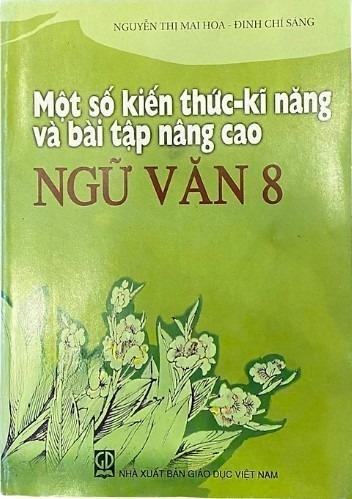 NGUYỄN THỊ MAI HOA - ĐINH CHÍ SÁNG
Một số kiến thức-kĩ năng
và bài tập nâng cao
NGỮ VĂN 8
GD
NHÀ XUẤT BẢN GIÁO DỤC VIỆT NAM